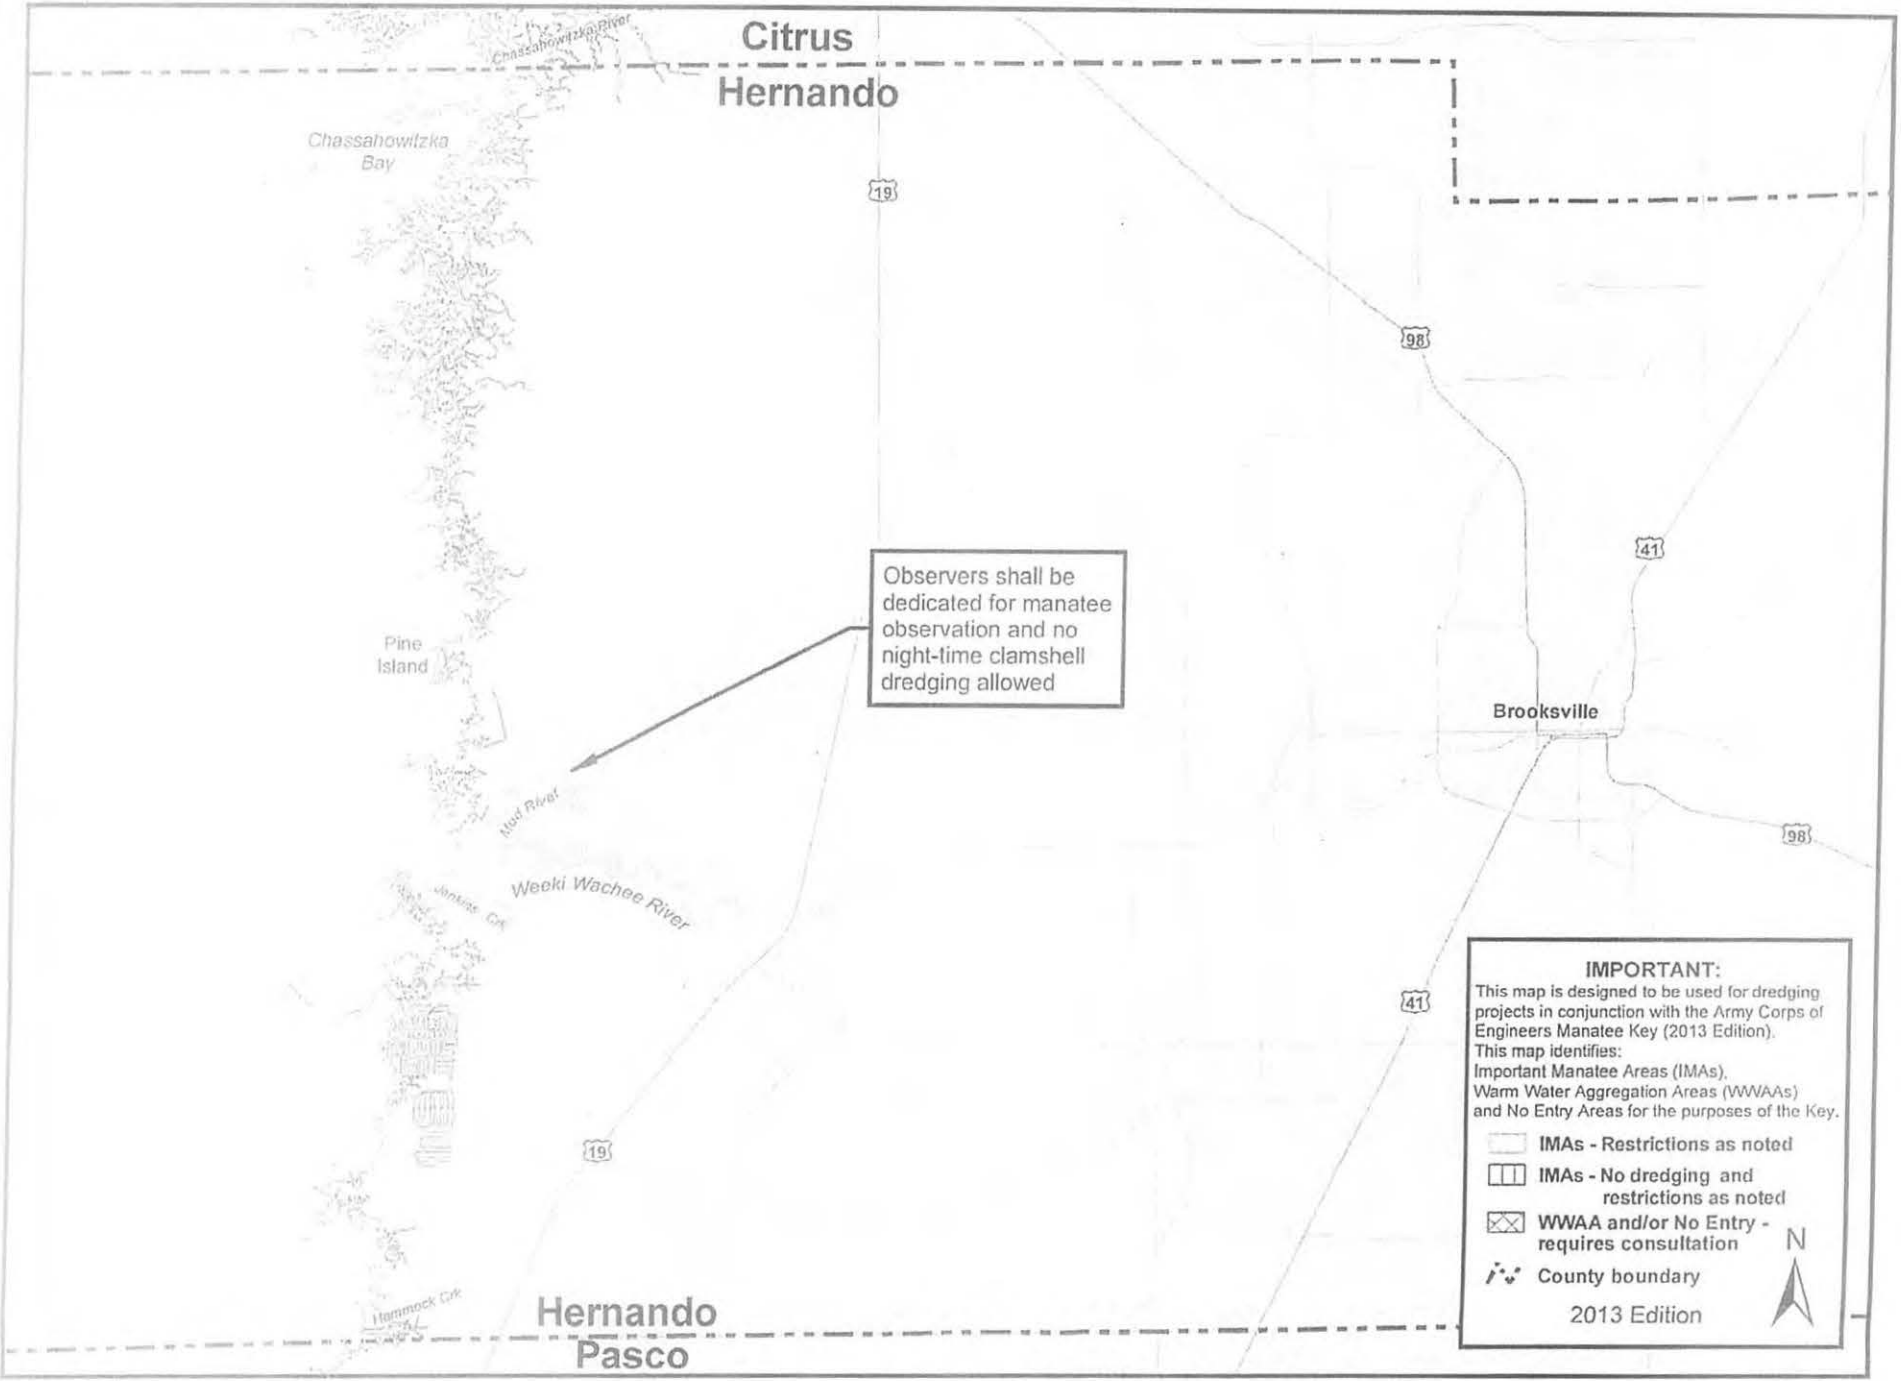 Chassahowitzka River
Citrus
Hernando
Chassahowitzka
Bay
19
98
41
Observers shall be
dedicated for manatee
observation and no
night-time clamshell
dredging allowed
Pine
Island
Brooksville
Mud River
98
Jenkins Crk
Weeki Wachee River
41
19
IMPORTANT:
This map is designed to be used for dredging
projects in conjunction with the Army Corps of
Engineers Manatee Key (2013 Edition).
This map identifies:
Important Manatee Areas (IMAs),
Warm Water Aggregation Areas (WWAAs)
and No Entry Areas for the purposes of the Key.
IMAs - Restrictions as noted
IMAs - No dredging and
restrictions as noted
WWAA and/or No Entry -
requires consultation
N
County boundary
2013 Edition
Hammock Crk
Hernando
Pasco